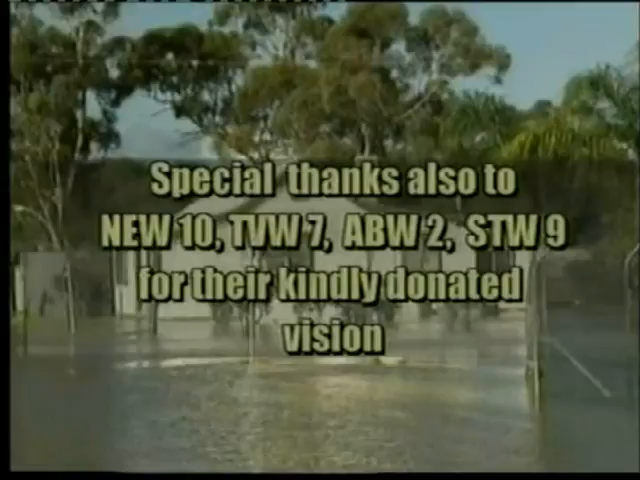 Special thanks also to
NEW 10, TVW 7, ABW 2, STW 9
for their kindly donated
vision